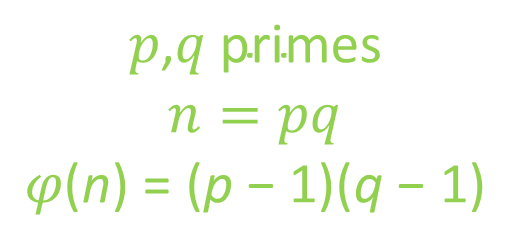 p,q primes
n = pq
φ(n) = (p − 1)(q − 1)